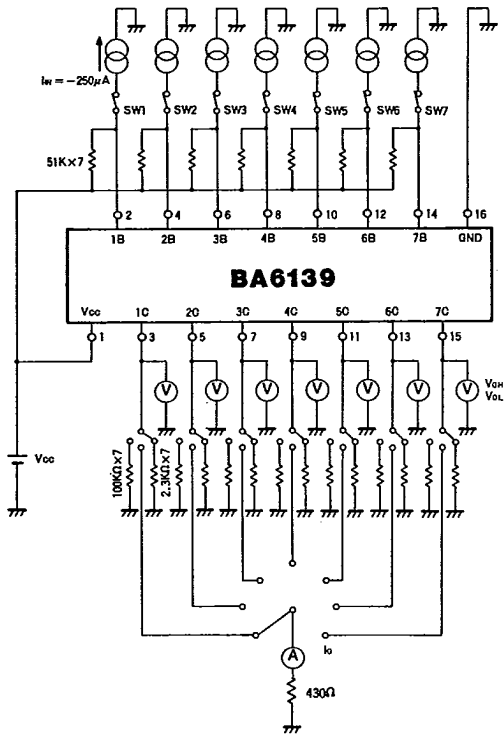 I_IN = −250μA
SW1 SW2 SW3 SW4 SW5 SW6 SW7
51K×7
2 4 6 8 10 12 14 16
1B 2B 3B 4B 5B 6B 7B GND
BA6139
Vcc 1C 2C 3C 4C 5C 6C 7C
1 3 5 7 9 11 13 15
V V V V V V V
V_OH
V_OL
Vcc
100KΩ×7
2.3KΩ×7
I_O
A
430Ω